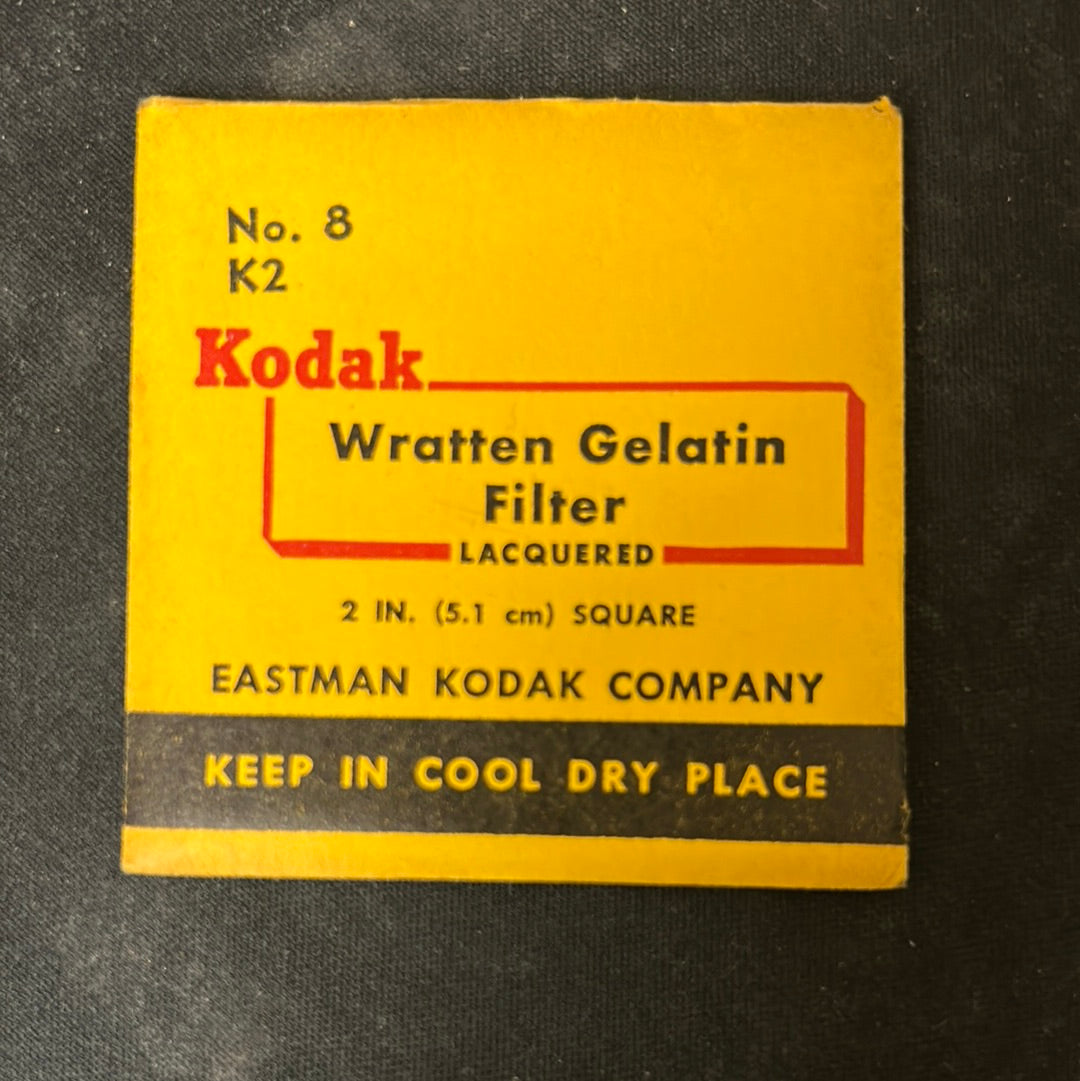 No. 8
K2
Kodak
Wratten Gelatin
Filter
LACQUERED
2 IN. (5.1 cm) SQUARE
EASTMAN KODAK COMPANY
KEEP IN COOL DRY PLACE